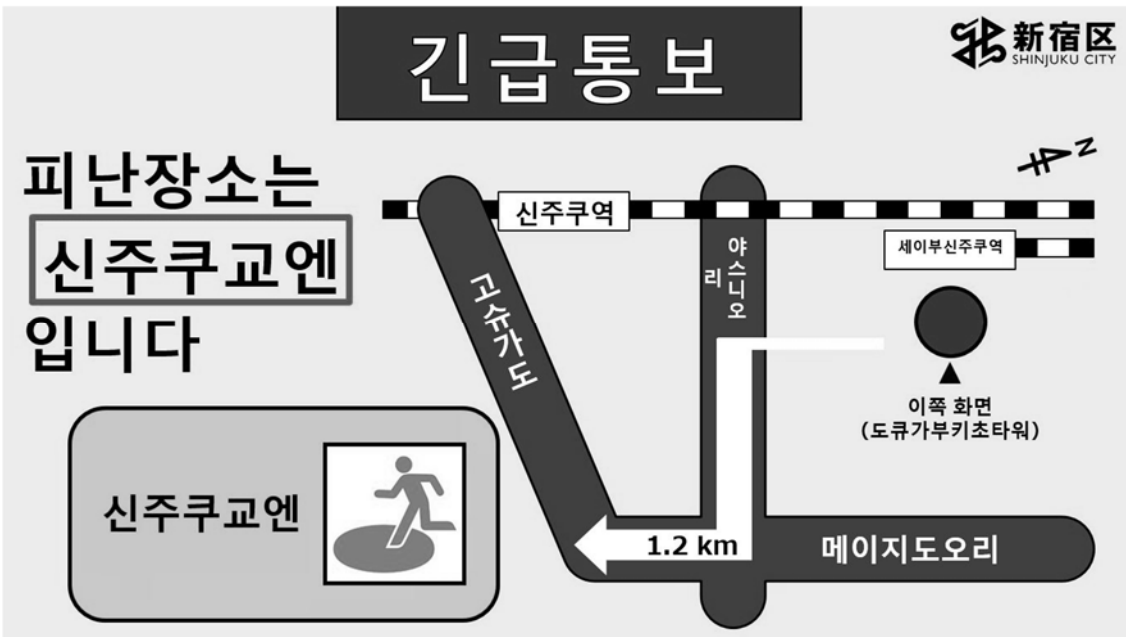 긴급통보
新宿区
SHINJUKU CITY
피난장소는
신주쿠교엔
입니다
N
신주쿠역
세이부신주쿠역
야스니오리
고슈가도
이쪽 화면
(도큐가부키초타워)
신주쿠교엔
1.2 km
메이지도오리